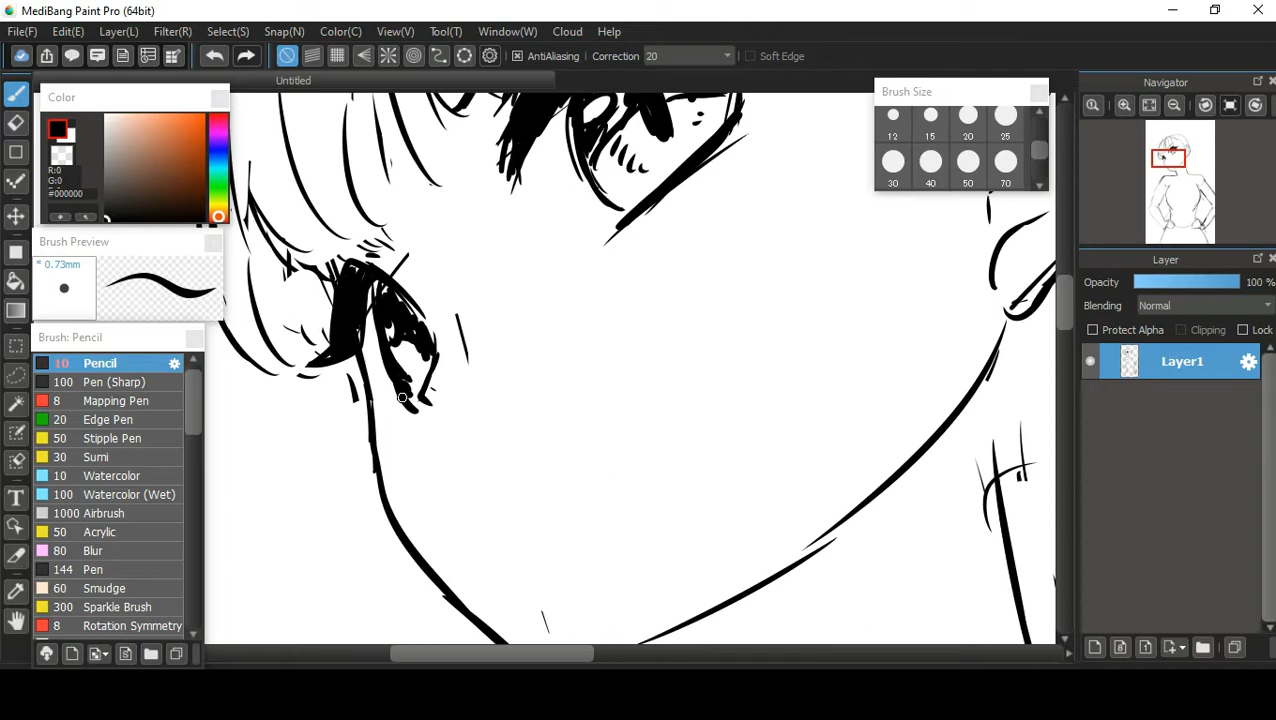 MediBang Paint Pro (64bit)
File(F) Edit(E) Layer(L) Filter(R) Select(S) Snap(N) Color(C) View(V) Tool(T) Window(W) Cloud Help
AntiAliasing Correction 20 Soft Edge
Untitled
Color
R:0
G:0
#000000
Brush Preview
* 0.73mm
Brush: Pencil
10 Pencil
100 Pen (Sharp)
8 Mapping Pen
20 Edge Pen
50 Stipple Pen
30 Sumi
10 Watercolor
100 Watercolor (Wet)
1000 Airbrush
50 Acrylic
80 Blur
144 Pen
60 Smudge
300 Sparkle Brush
8 Rotation Symmetry
Brush Size
12 15 20 25
30 40 50 70
Navigator
Layer
Opacity 100 %
Blending Normal
Protect Alpha Clipping Lock
Layer1